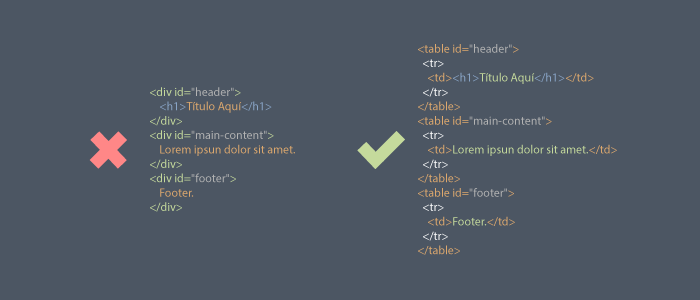 <div id="header">
<h1>Título Aquí</h1>
</div>
<div id="main-content">
Lorem ipsun dolor sit amet.
</div>
<div id="footer">
Footer.
</div>
<table id="header">
<tr>
<td><h1>Título Aquí</h1></td>
</tr>
</table>
<table id="main-content">
<tr>
<td>Lorem ipsun dolor sit amet.</td>
</tr>
</table>
<table id="footer">
<tr>
<td>Footer.</td>
</tr>
</table>